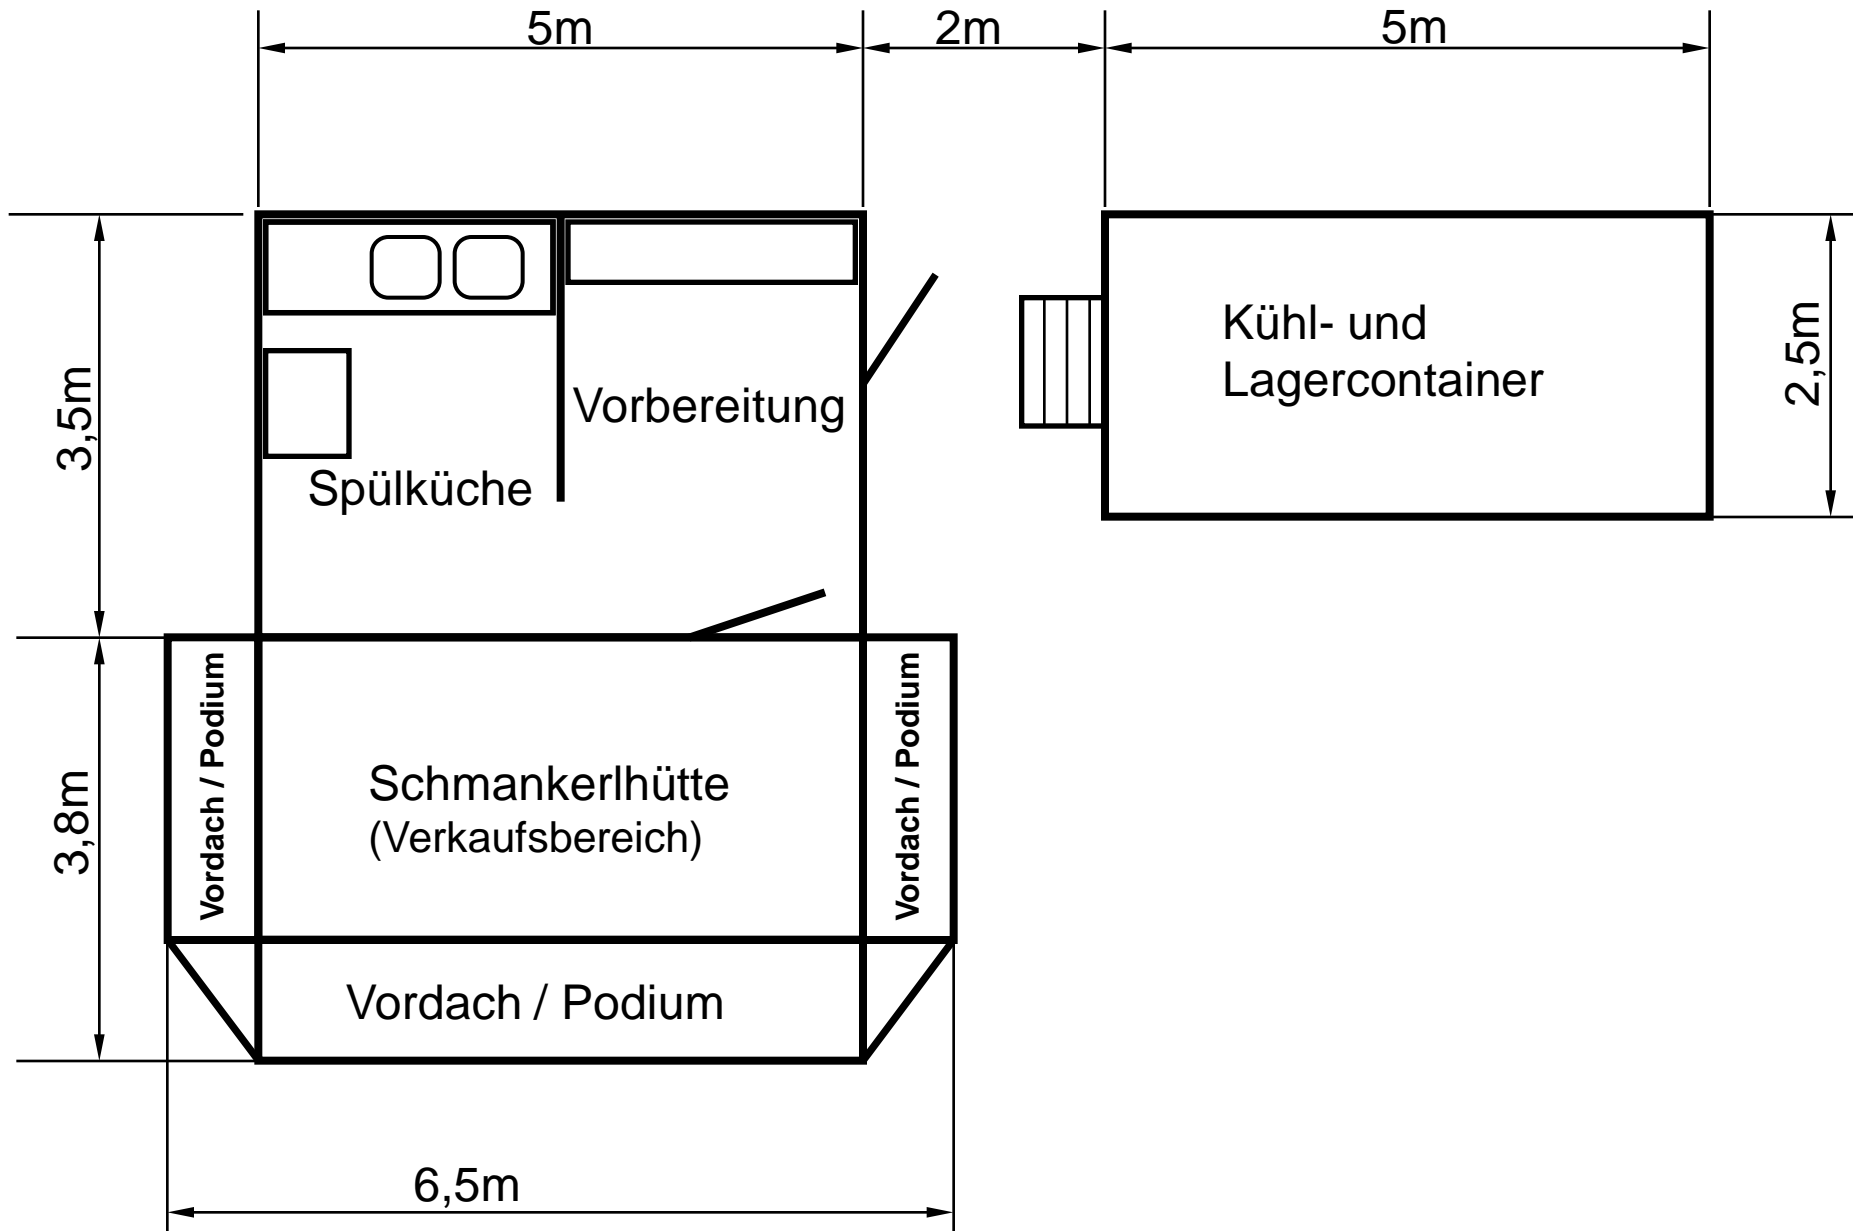 5m
2m
5m
3,5m
Vorbereitung
Spülküche
Kühl- und
Lagercontainer
2,5m
3,8m
Vordach / Podium
Schmankerlhütte
(Verkaufsbereich)
Vordach / Podium
Vordach / Podium
6,5m